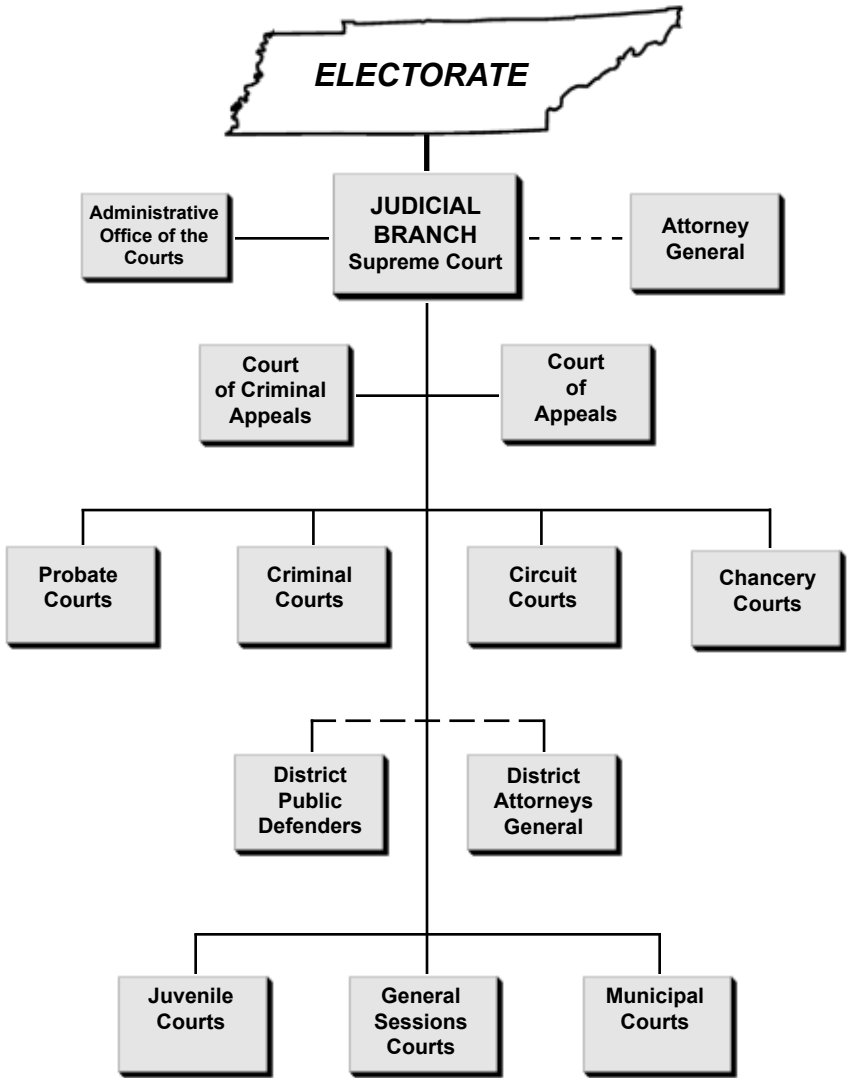 ELECTORATE
Administrative
Office of the
Courts
JUDICIAL
BRANCH
Supreme Court
Attorney
General
Court
of Criminal
Appeals
Court
of
Appeals
Probate
Courts
Criminal
Courts
Circuit
Courts
Chancery
Courts
District
Public
Defenders
District
Attorneys
General
Juvenile
Courts
General
Sessions
Courts
Municipal
Courts